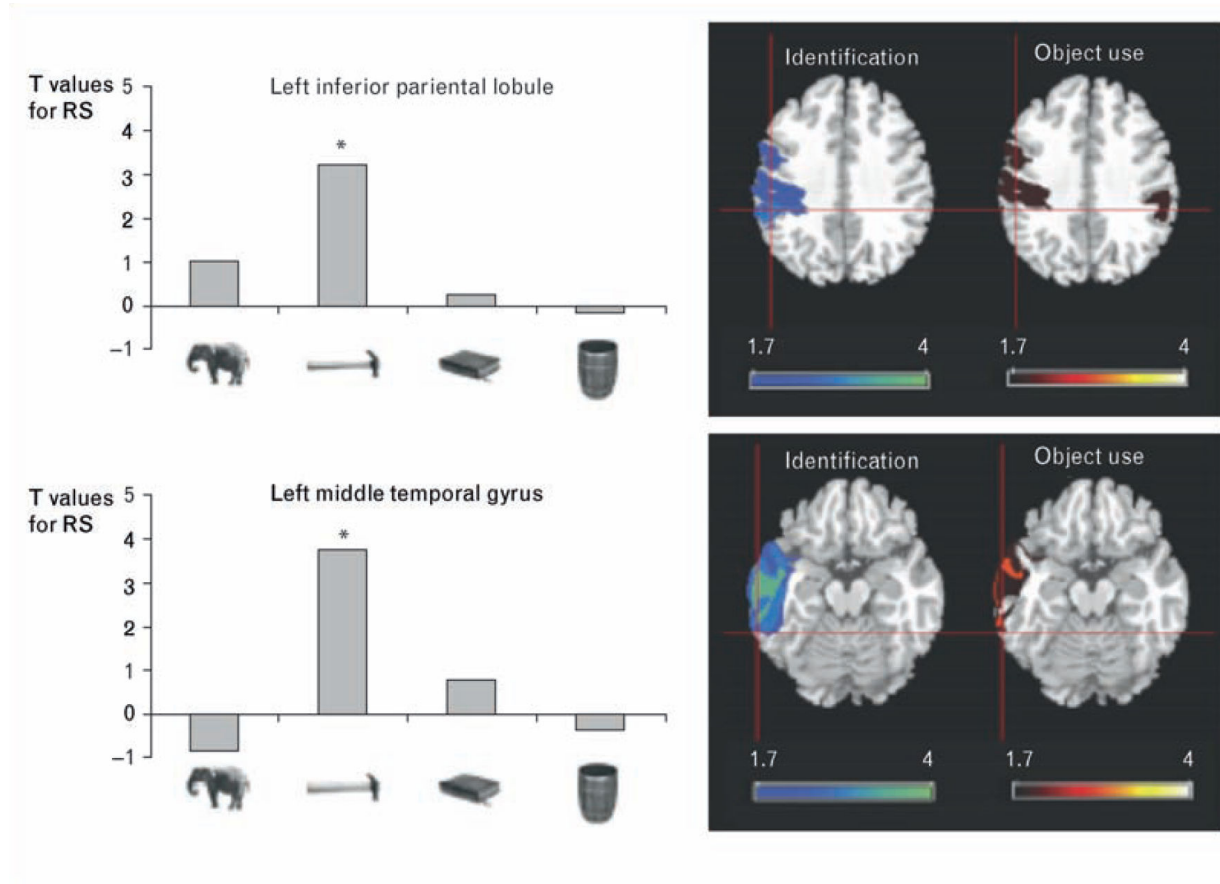 T values
for RS
Left inferior pariental lobule
5
4
3
2
1
0
–1
*
Identification
Object use
1.7
4
1.7
4
T values
for RS
Left middle temporal gyrus
5
4
3
2
1
0
–1
*
Identification
Object use
1.7
4
1.7
4